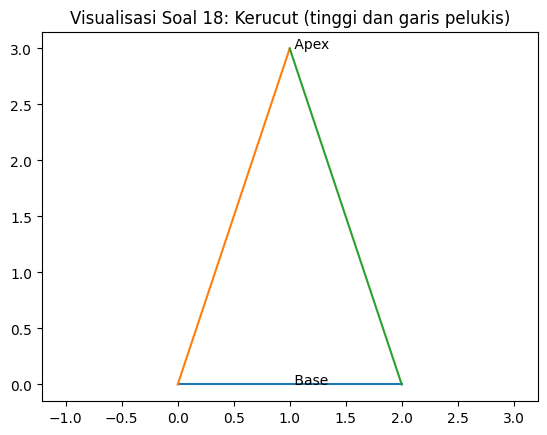 Visualisasi Soal 18: Kerucut (tinggi dan garis pelukis)
3.0
Apex
2.5
2.0
1.5
1.0
0.5
0.0
Base
−1.0 −0.5 0.0 0.5 1.0 1.5 2.0 2.5 3.0